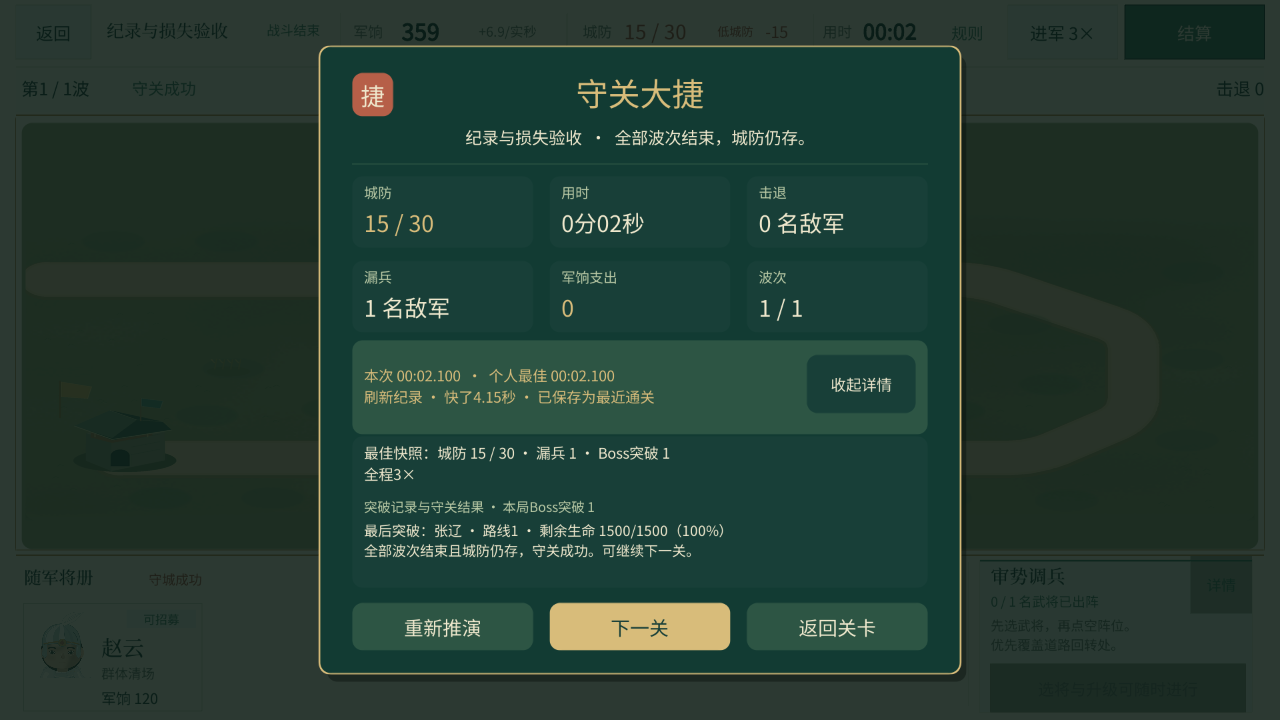 返回
纪录与损失验收
战斗结束
军饷 359
+6.9/实秒
城防 15 / 30
低城防 -15
用时 00:02
规则
进军 3×
结算
第1 / 1波
守关成功
击退 0
捷
守关大捷
纪录与损失验收 · 全部波次结束，城防仍存。
城防
15 / 30
用时
0分02秒
击退
0 名敌军
漏兵
1 名敌军
军饷支出
0
波次
1 / 1
本次 00:02.100 · 个人最佳 00:02.100
刷新纪录 · 快了4.15秒 · 已保存为最近通关
收起详情
最佳快照：城防 15 / 30 · 漏兵 1 · Boss突破 1
全程3×
突破记录与守关结果 · 本局Boss突破 1
最后突破：张辽 · 路线1 · 剩余生命 1500/1500（100%）
全部波次结束且城防仍存，守关成功。可继续下一关。
重新推演
下一关
返回关卡
随军将册
守城成功
可招募
赵云
群体清场
军饷 120
审势调兵
详情
0 / 1 名武将已出阵
先选武将，再点空阵位。
优先覆盖道路回转处。